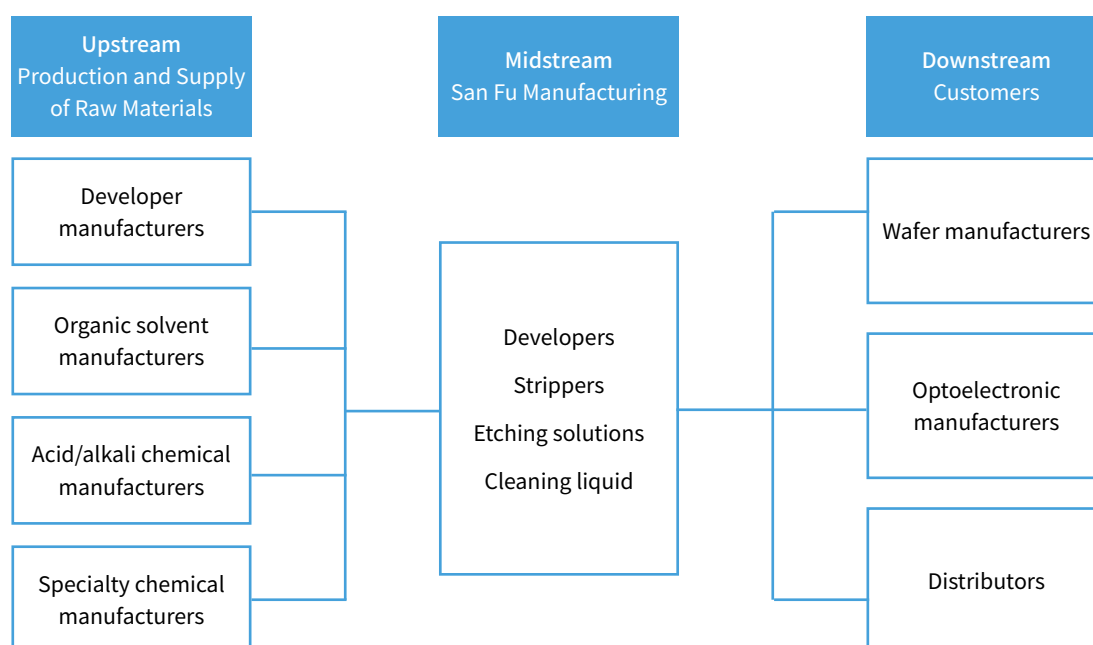 Upstream
Production and Supply
of Raw Materials
Midstream
San Fu Manufacturing
Downstream
Customers
Developer
manufacturers
Organic solvent
manufacturers
Acid/alkali chemical
manufacturers
Specialty chemical
manufacturers
Developers
Strippers
Etching solutions
Cleaning liquid
Wafer manufacturers
Optoelectronic
manufacturers
Distributors